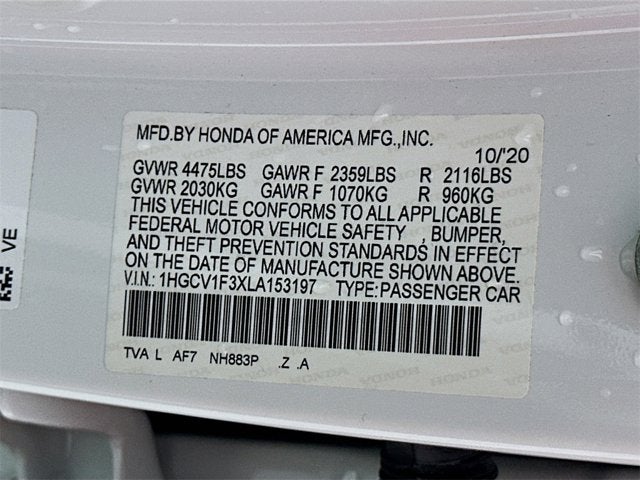 MFD.BY HONDA OF AMERICA MFG.,INC.
10/'20
GVWR 4475LBS GAWR F 2359LBS R 2116LBS
GVWR 2030KG GAWR F 1070KG R 960KG
THIS VEHICLE CONFORMS TO ALL APPLICABLE
FEDERAL MOTOR VEHICLE SAFETY , BUMPER,
AND THEFT PREVENTION STANDARDS IN EFFECT
ON THE DATE OF MANUFACTURE SHOWN ABOVE.
V.I.N.: 1HGCV1F3XLA153197 TYPE:PASSENGER CAR
TVA L AF7 NH883P .Z .A
VE